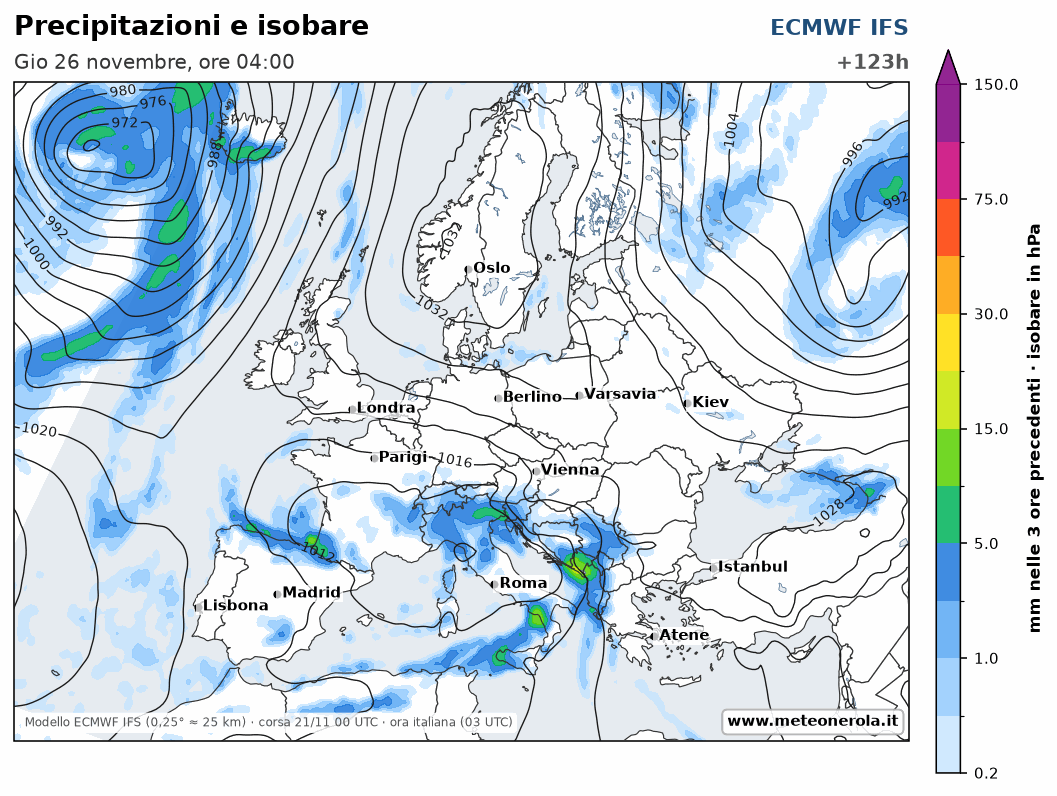 Precipitazioni e isobare
ECMWF IFS
Gio 26 novembre, ore 04:00
+123h
980
976
972
988
992
1000
1004
996
992
1032
1032
Oslo
Berlino
Varsavia
Kiev
Londra
1020
Parigi
1016
Vienna
1028
1012
Istanbul
Madrid
Roma
Lisbona
Atene
Modello ECMWF IFS (0,25° ≈ 25 km) · corsa 21/11 00 UTC · ora italiana (03 UTC)
www.meteonerola.it
150.0
75.0
30.0
15.0
5.0
1.0
0.2
mm nelle 3 ore precedenti · isobare in hPa